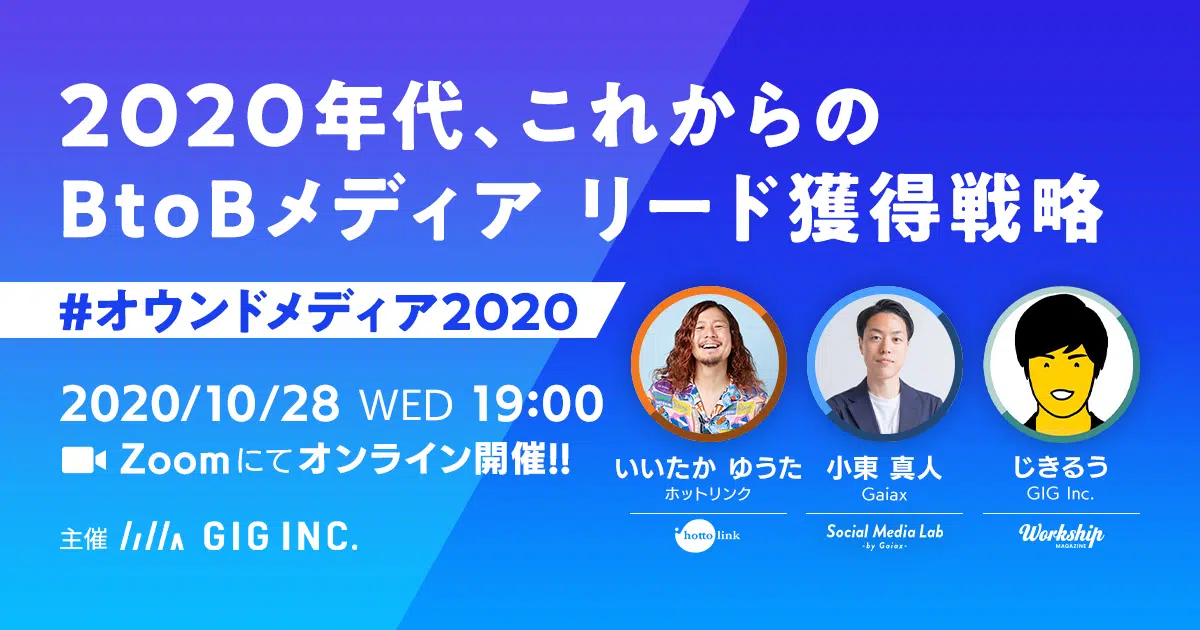 2020年代、これからの
BtoBメディア リード獲得戦略
#オウンドメディア2020
2020/10/28 WED 19:00
Zoomにてオンライン開催!!
主催 GIG INC.
いいたか ゆうた
ホットリンク
hotto link
小東 真人
Gaiax
Social Media Lab
-by Gaiax-
じきるう
GIG Inc.
Workship
MAGAZINE